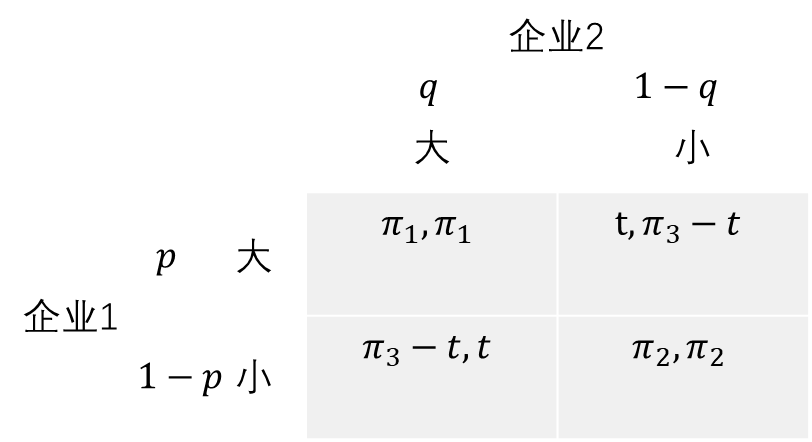 企业2
q 1 − q
大 小
p 大 π₁,π₁ t,π₃ − t
企业1
1 − p 小 π₃ − t,t π₂,π₂